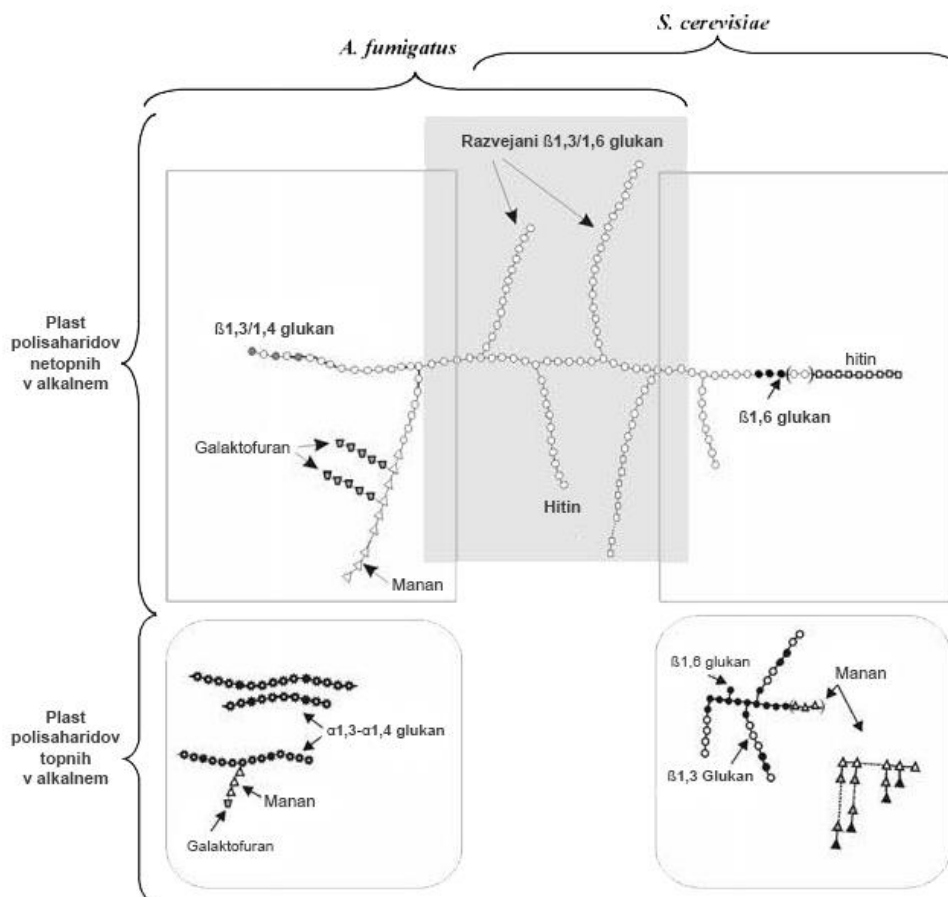 S. cerevisiae
A. fumigatus
Razvejani ß1,3/1,6 glukan
Plast
polisaharidov
netopnih
v alkalnem
ß1,3/1,4 glukan
hitin
ß1,6 glukan
Galaktofuran
Hitin
Manan
Plast
polisaharidov
topnih
v alkalnem
α1,3-α1,4 glukan
Manan
Galaktofuran
ß1,6 glukan
Manan
ß1,3 Glukan